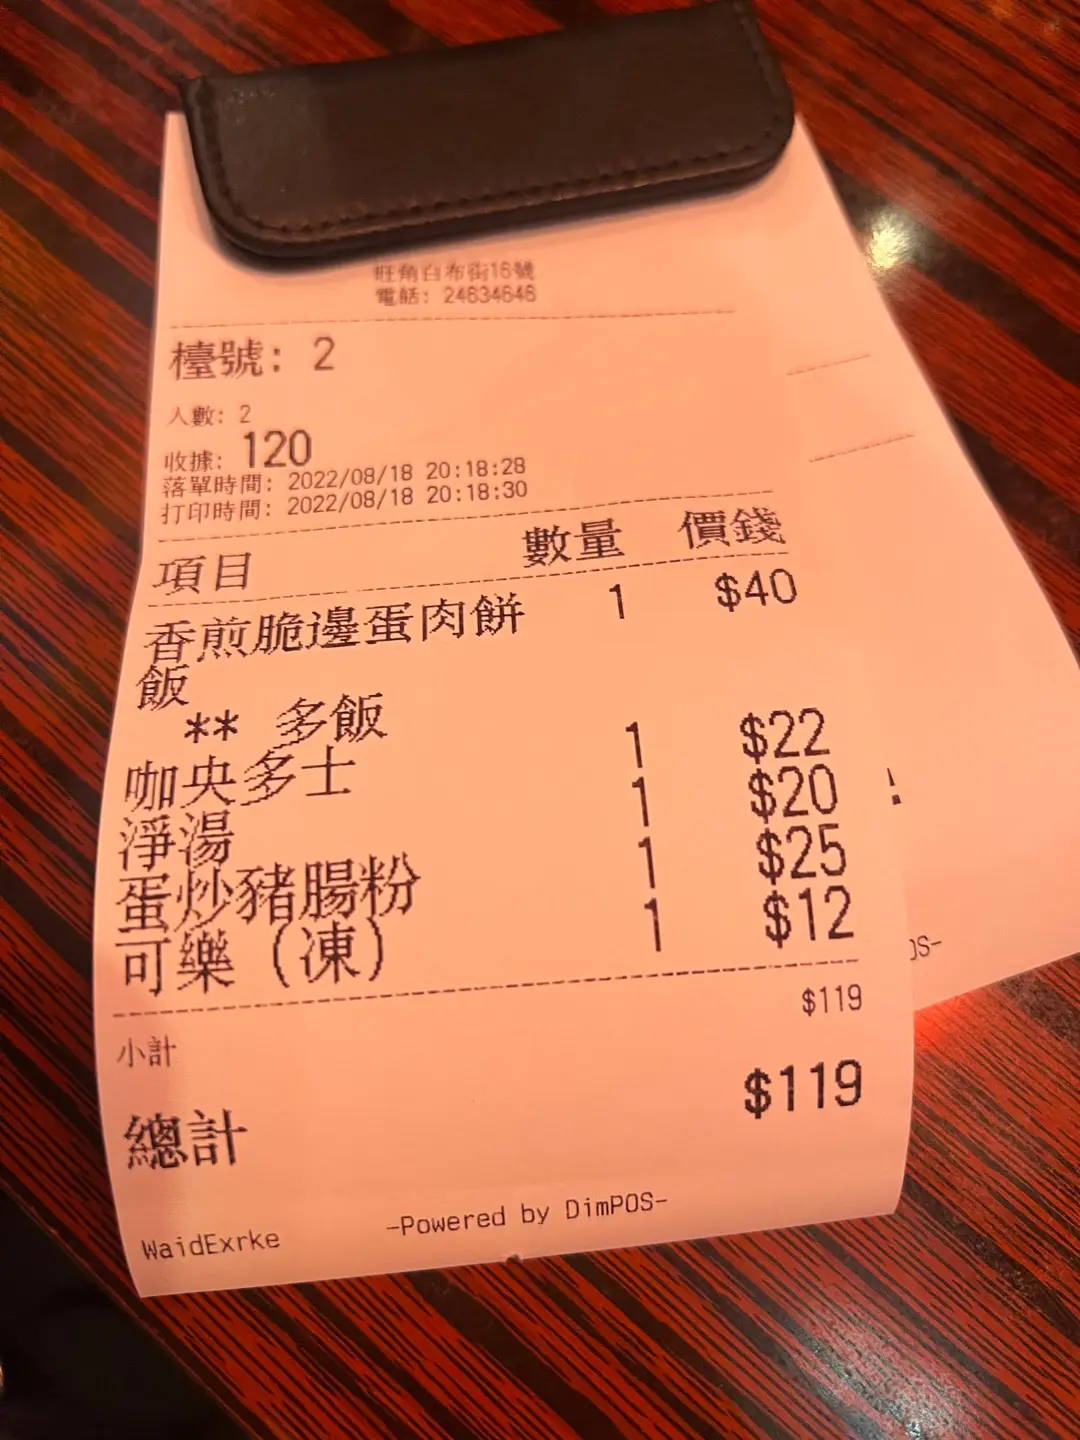 旺角白布街16號
電話: 24634646
檯號: 2
人數: 2
收據: 120
落單時間: 2022/08/18 20:18:28
打印時間: 2022/08/18 20:18:30
項目 數量 價錢
香煎脆邊蛋肉餅 1 $40
飯
** 多飯
咖央多士 1 $22
淨湯 1 $20
蛋炒豬腸粉 1 $25
可樂 (凍) 1 $12
小計 $119
總計 $119
WaidExrke -Powered by DimPOS-
OS-